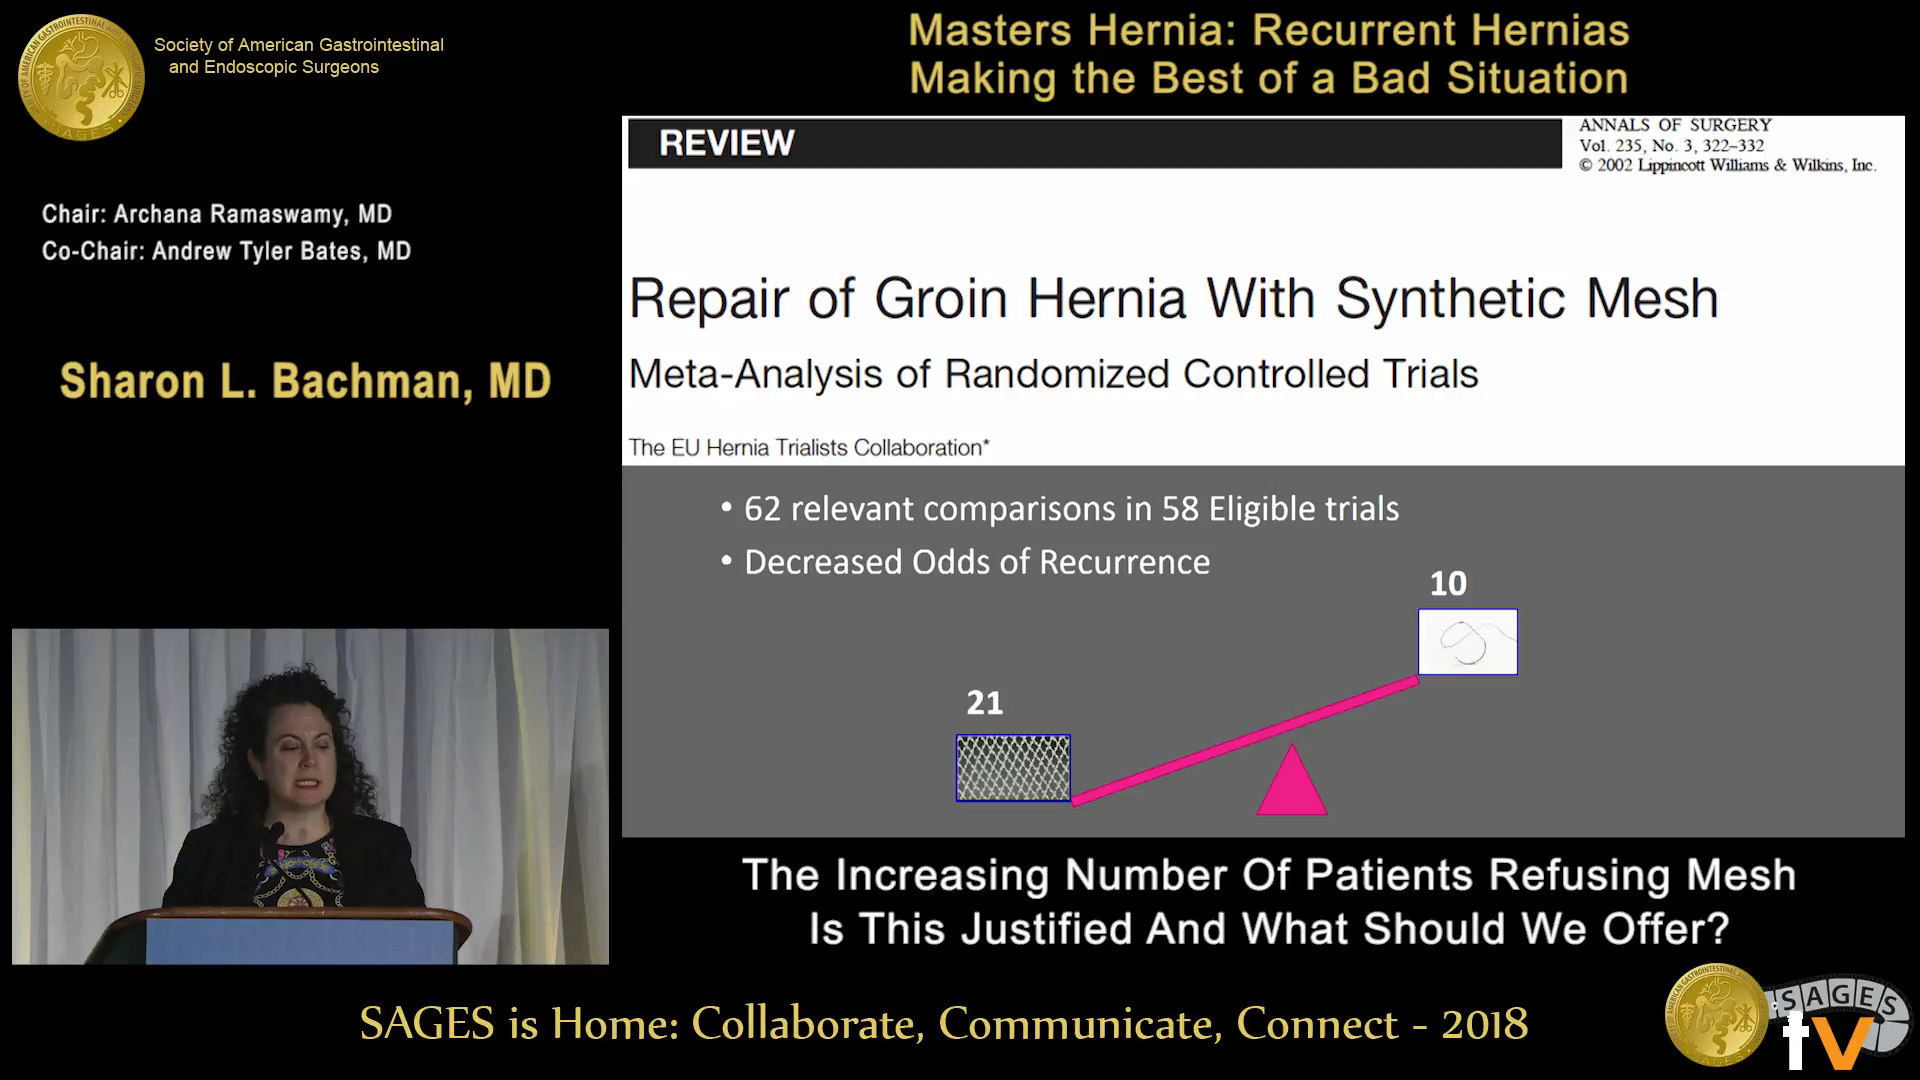 Society of American Gastrointestinal
and Endoscopic Surgeons
Masters Hernia: Recurrent Hernias
Making the Best of a Bad Situation
Chair: Archana Ramaswamy, MD
Co-Chair: Andrew Tyler Bates, MD
Sharon L. Bachman, MD
REVIEW
ANNALS OF SURGERY
Vol. 235, No. 3, 322–332
© 2002 Lippincott Williams & Wilkins, Inc.
Repair of Groin Hernia With Synthetic Mesh
Meta-Analysis of Randomized Controlled Trials
The EU Hernia Trialists Collaboration*
• 62 relevant comparisons in 58 Eligible trials
• Decreased Odds of Recurrence
10
21
The Increasing Number Of Patients Refusing Mesh
Is This Justified And What Should We Offer?
SAGES is Home: Collaborate, Communicate, Connect - 2018
SAGES
tv